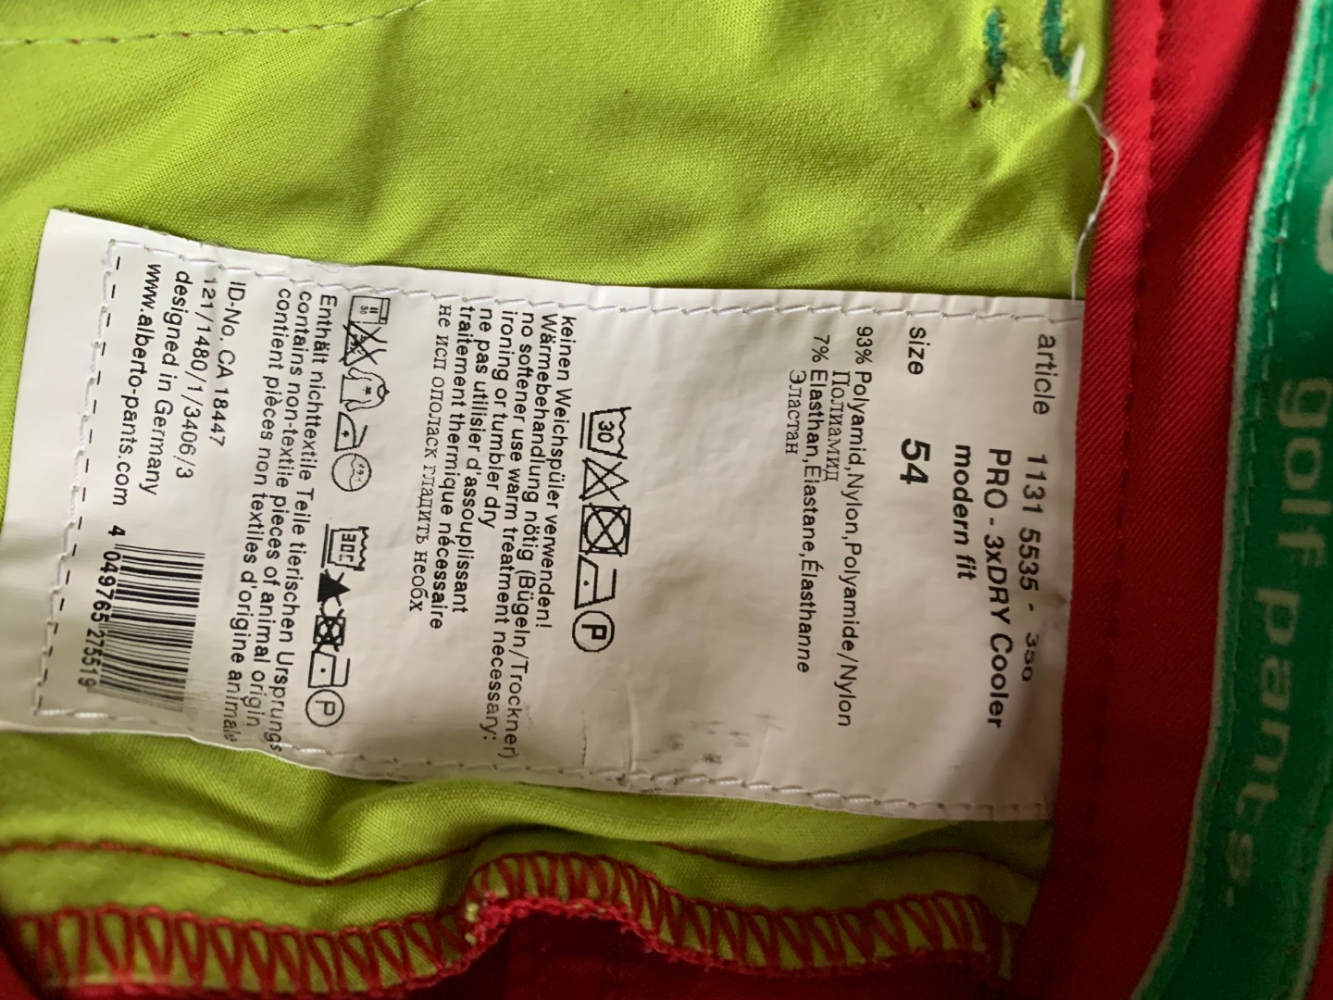 article 1131 5535 - 350
PRO - 3xDRY Cooler
modern fit
size 54
93% Polyamid,Nylon,Polyamide/Nylon
Полиамид
7% Elasthan,Elastane,Élasthanne
Эластан
30 P
keinen Weichspüler verwenden!
Wärmebehandlung nötig (Bügeln/Trockner)
no softener use warm treatment necessary:
ironing or tumbler dry
ne pas utilisier d'assouplissant
traitement thermique nécessaire
не исп ополаск гладить необх
30 30C P
Enthält nichttextile Teile tierischen Ursprungs
contains non-textile pieces of animal origin
contient pièces non textiles d'origine animale
ID-No. CA 18447
121/1480/1/3406/3
designed in Germany
www.alberto-pants.com
4 049765 275519
golf pants.